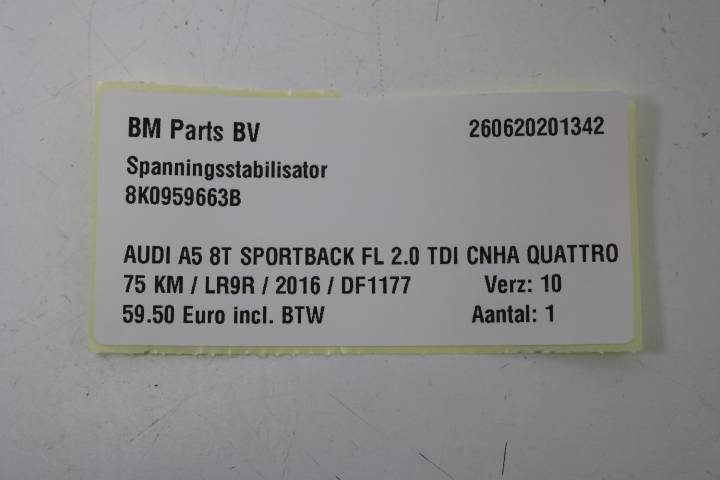 BM Parts BV 260620201342
Spanningsstabilisator
8K0959663B
AUDI A5 8T SPORTBACK FL 2.0 TDI CNHA QUATTRO
75 KM / LR9R / 2016 / DF1177 Verz: 10
59.50 Euro incl. BTW Aantal: 1